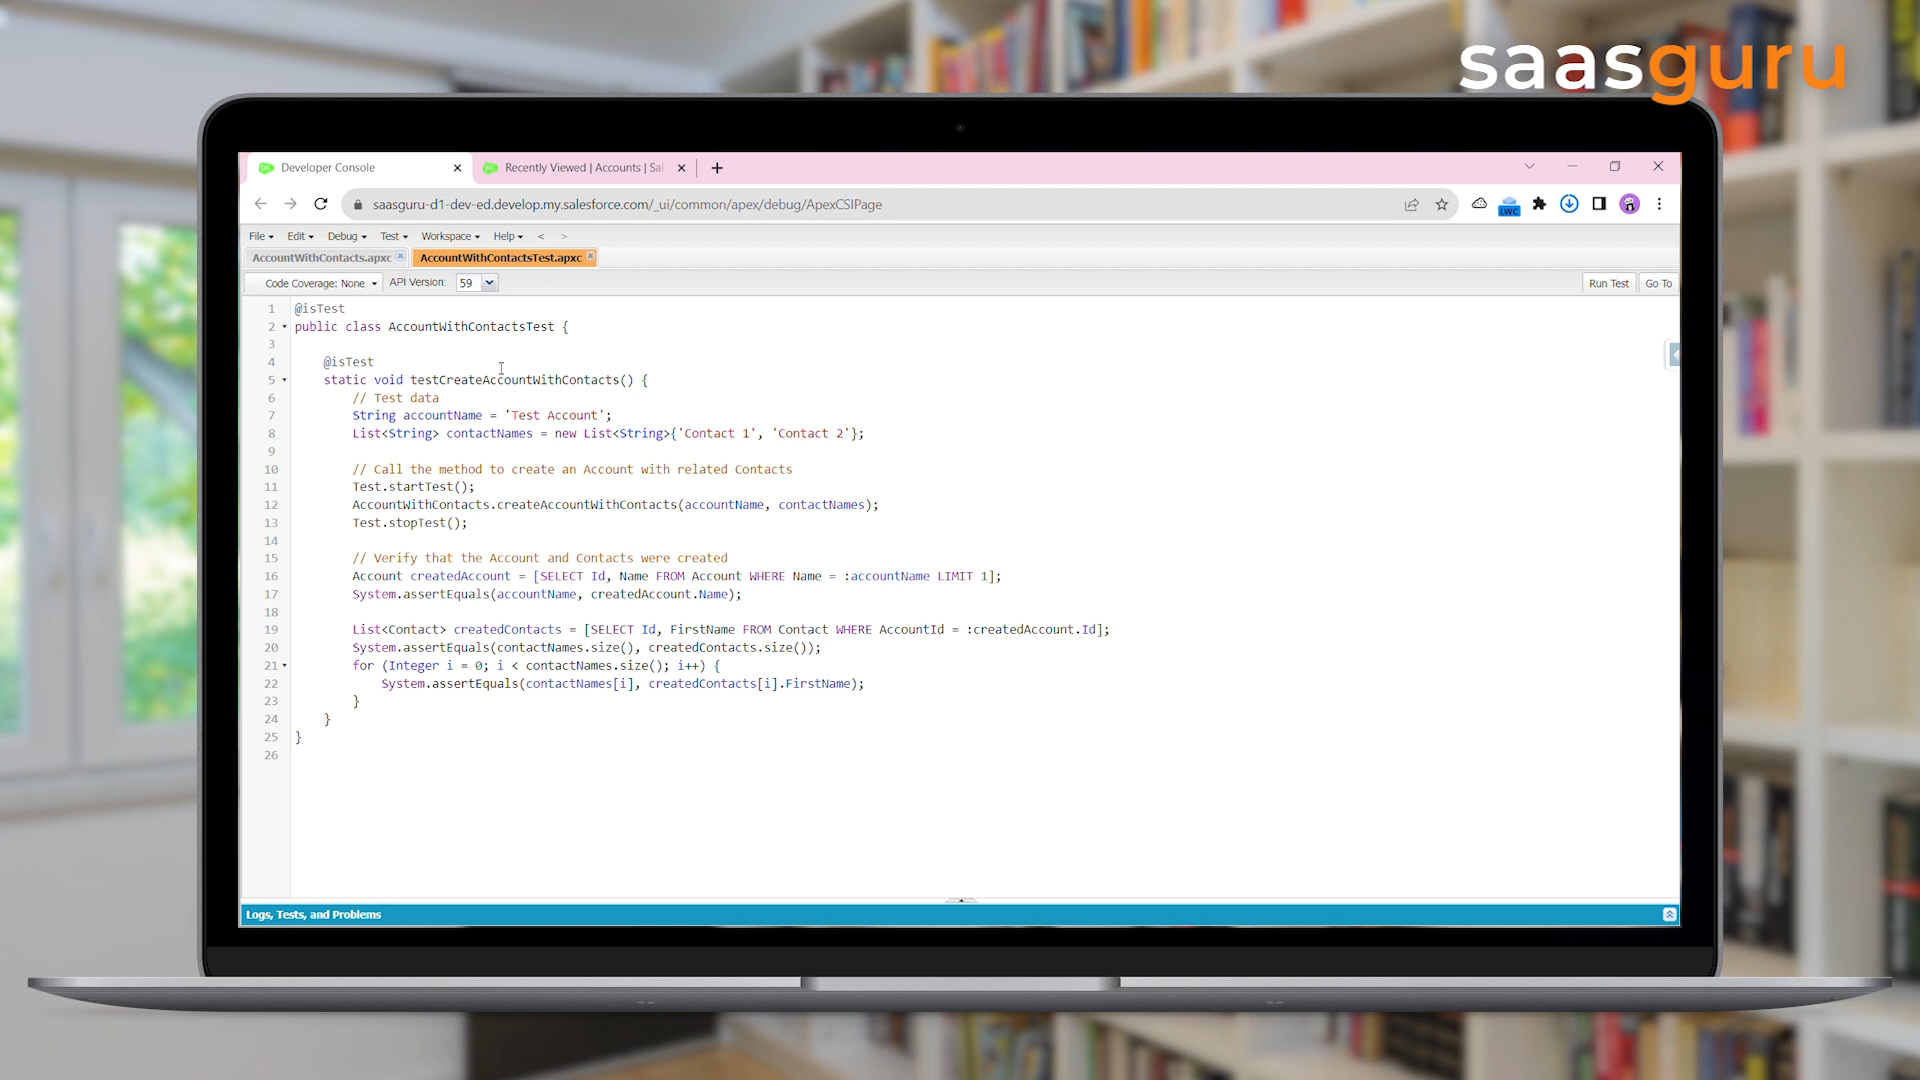 saasguru
Developer Console
Recently Viewed | Accounts | Sal
saasguru-d1-dev-ed.develop.my.salesforce.com/_ui/common/apex/debug/ApexCSIPage
LWC
File Edit Debug Test Workspace Help < >
AccountWithContacts.apxc AccountWithContactsTest.apxc
Code Coverage: None API Version: 59 Run Test Go To
1 @isTest
2 public class AccountWithContactsTest {
3
4 @isTest
5 static void testCreateAccountWithContacts() {
6 // Test data
7 String accountName = 'Test Account';
8 List<String> contactNames = new List<String>{'Contact 1', 'Contact 2'};
9
10 // Call the method to create an Account with related Contacts
11 Test.startTest();
12 AccountWithContacts.createAccountWithContacts(accountName, contactNames);
13 Test.stopTest();
14
15 // Verify that the Account and Contacts were created
16 Account createdAccount = [SELECT Id, Name FROM Account WHERE Name = :accountName LIMIT 1];
17 System.assertEquals(accountName, createdAccount.Name);
18
19 List<Contact> createdContacts = [SELECT Id, FirstName FROM Contact WHERE AccountId = :createdAccount.Id];
20 System.assertEquals(contactNames.size(), createdContacts.size());
21 for (Integer i = 0; i < contactNames.size(); i++) {
22 System.assertEquals(contactNames[i], createdContacts[i].FirstName);
23 }
24 }
25 }
26
Logs, Tests, and Problems